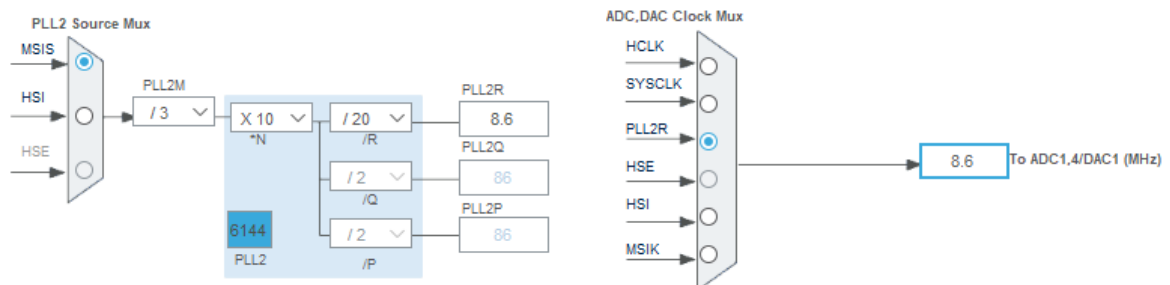 PLL2 Source Mux
MSIS
HSI
HSE
PLL2M
/ 3
X 10
*N
/ 20
/R
/ 2
/Q
/ 2
/P
6144
PLL2
PLL2R
8.6
PLL2Q
86
PLL2P
86
ADC,DAC Clock Mux
HCLK
SYSCLK
PLL2R
HSE
HSI
MSIK
8.6
To ADC1,4/DAC1 (MHz)